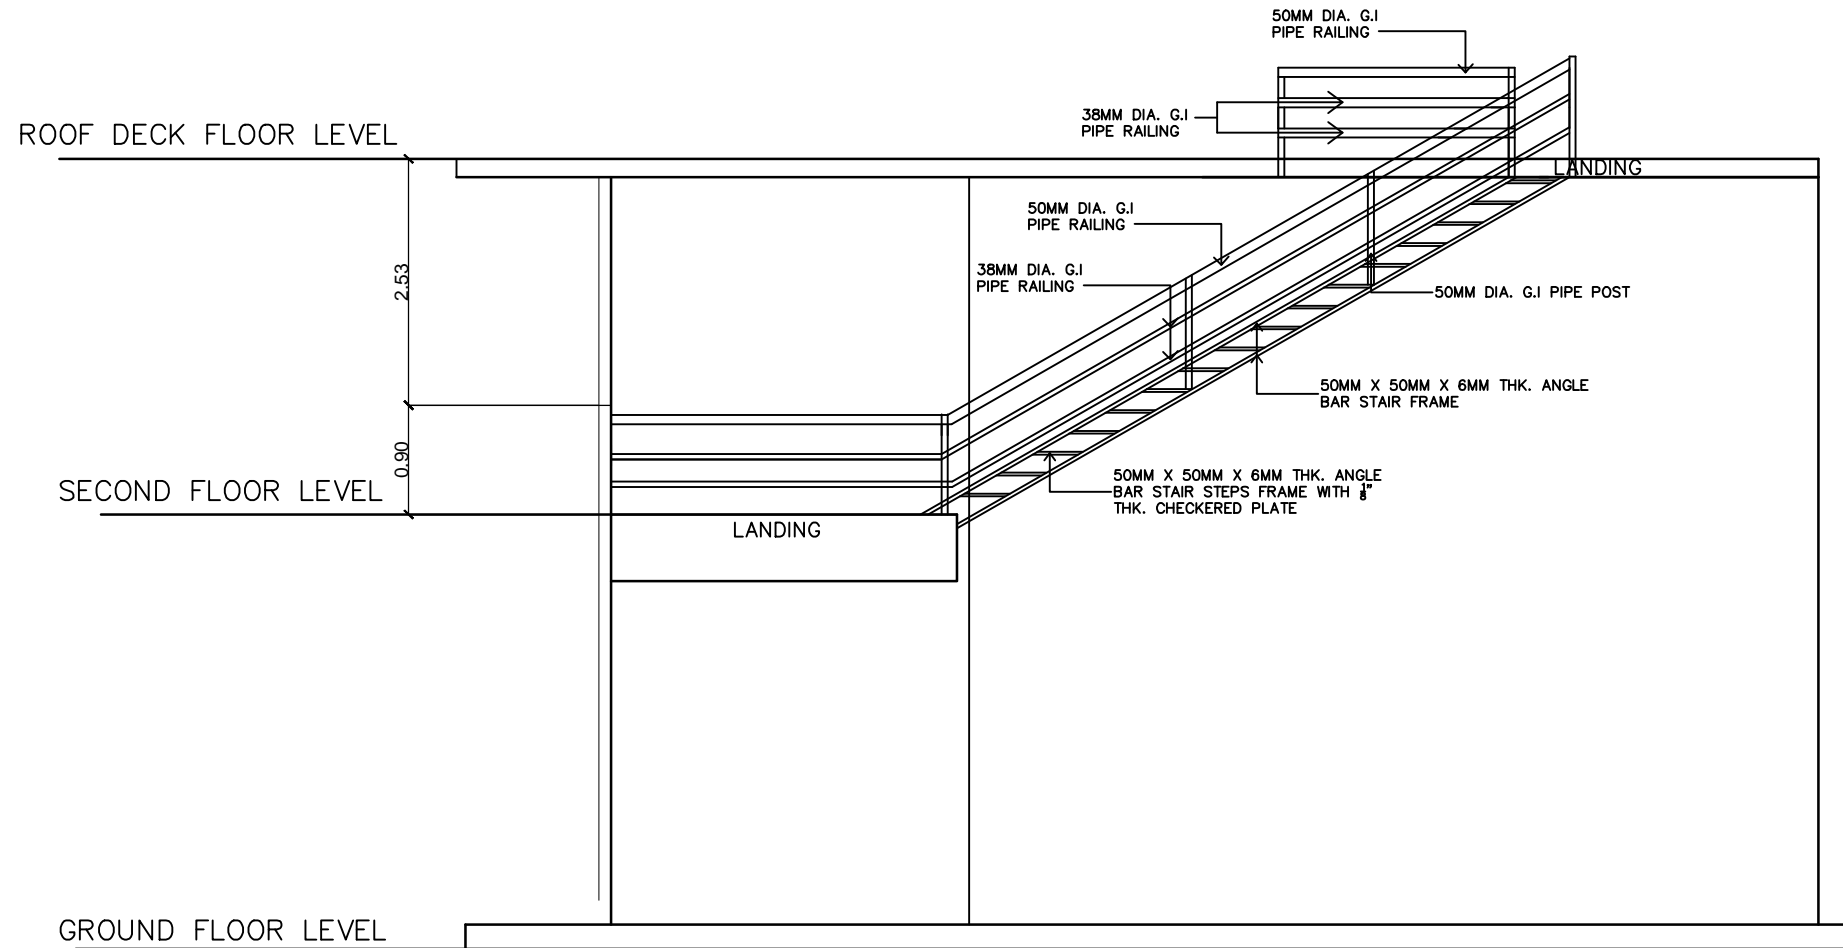 50MM DIA. G.I
PIPE RAILING
38MM DIA. G.I
PIPE RAILING
ROOF DECK FLOOR LEVEL
LANDING
50MM DIA. G.I
PIPE RAILING
38MM DIA. G.I
PIPE RAILING
2.53
50MM DIA. G.I PIPE POST
50MM X 50MM X 6MM THK. ANGLE
BAR STAIR FRAME
0.90
50MM X 50MM X 6MM THK. ANGLE
BAR STAIR STEPS FRAME WITH 1/8"
THK. CHECKERED PLATE
SECOND FLOOR LEVEL
LANDING
GROUND FLOOR LEVEL